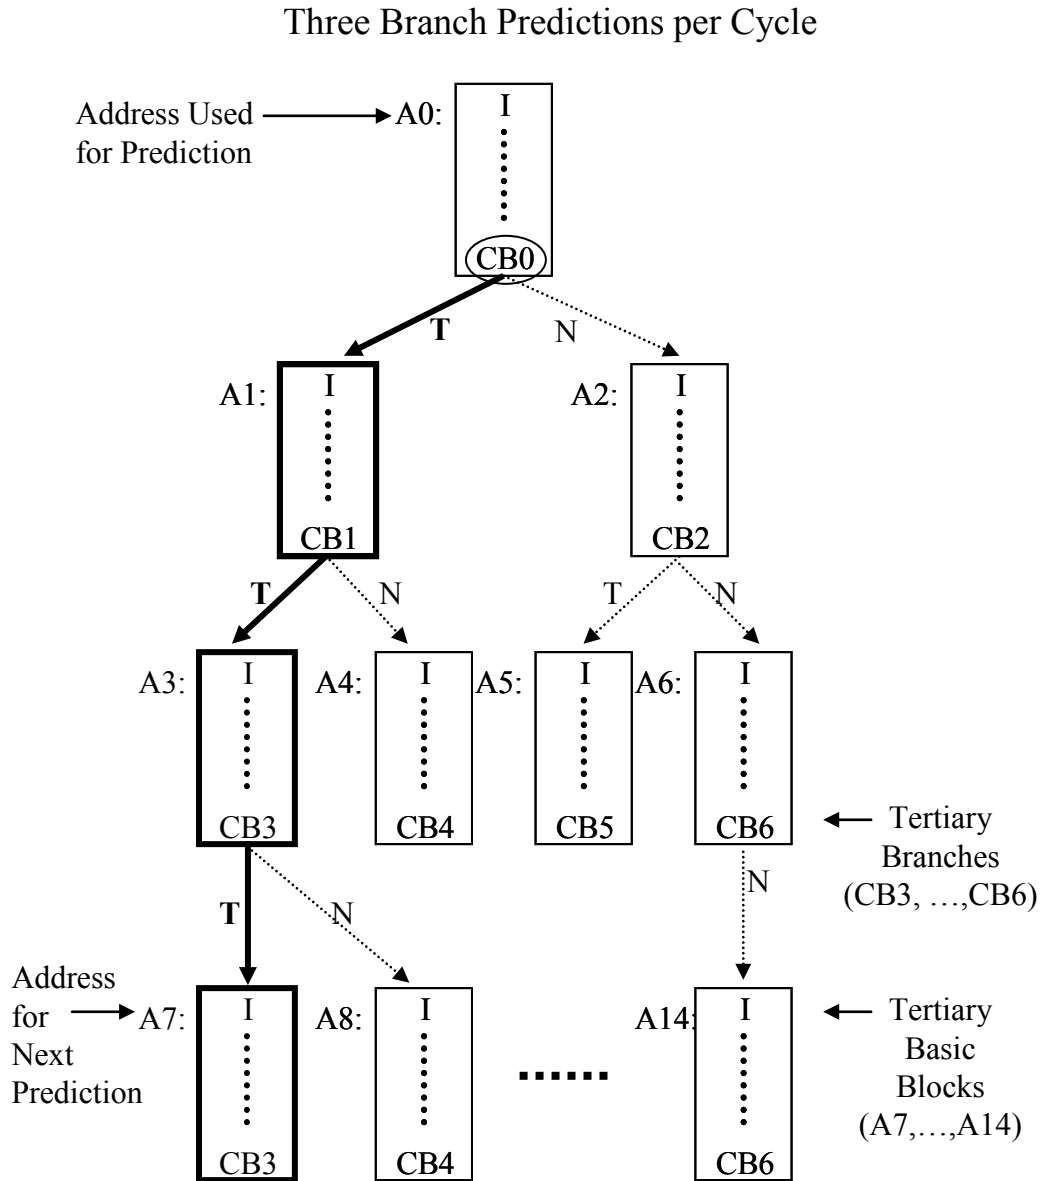 Three Branch Predictions per Cycle
Address Used
for Prediction
A0:
I
CB0
T
N
A1:
I
CB1
A2:
I
CB2
T
N
T
N
A3:
I
CB3
A4:
I
CB4
A5:
I
CB5
A6:
I
CB6
Tertiary
Branches
(CB3, …,CB6)
T
N
N
Address
for
Next
Prediction
A7:
I
CB3
A8:
I
CB4
A14:
I
CB6
Tertiary
Basic
Blocks
(A7,…,A14)